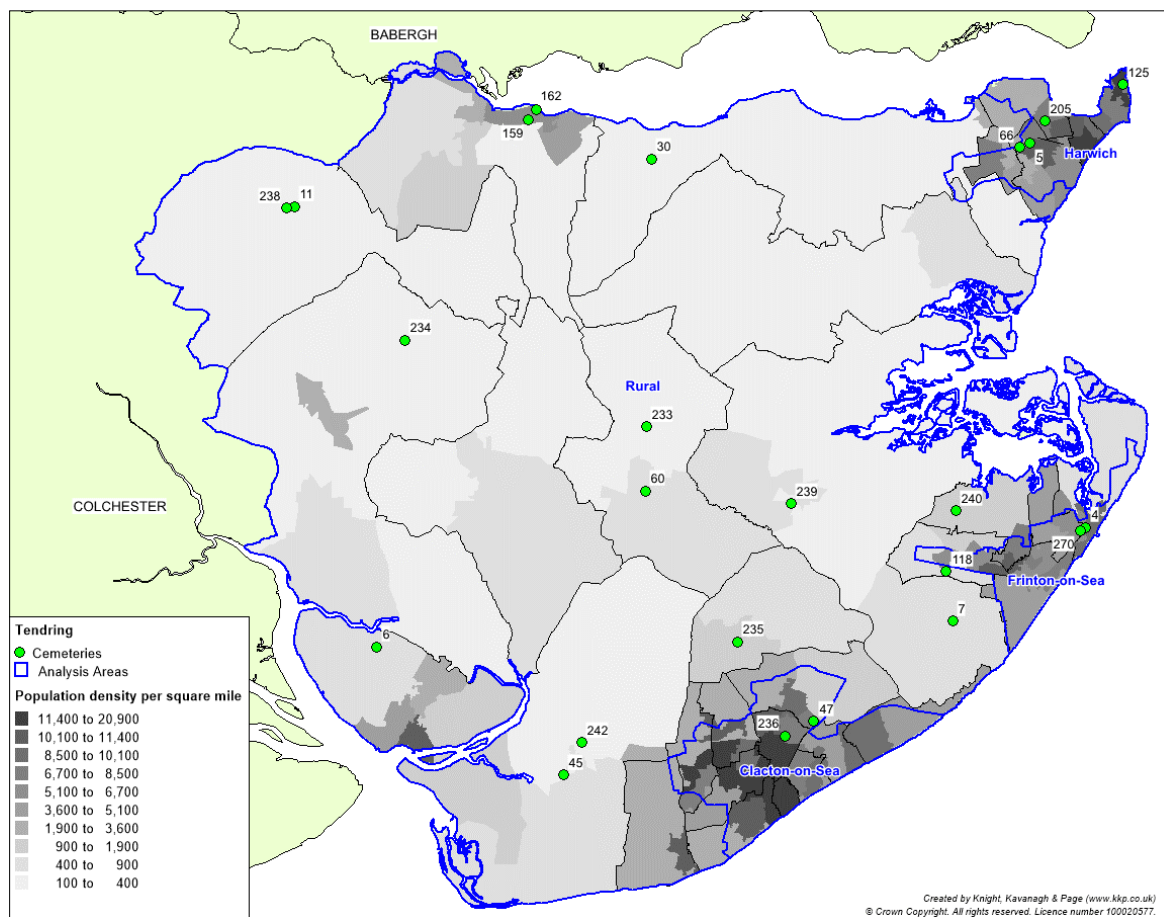 BABERGH
125
162
205
159
66
30
5
Harwich
238
11
234
Rural
233
COLCHESTER
60
239
240
4
270
118
Frinton-on-Sea
7
6
235
47
236
242
Clacton-on-Sea
45
Tendring
Cemeteries
Analysis Areas
Population density per square mile
11,400 to 20,900
10,100 to 11,400
8,500 to 10,100
6,700 to 8,500
5,100 to 6,700
3,600 to 5,100
1,900 to 3,600
900 to 1,900
400 to 900
100 to 400
Created by Knight, Kavanagh & Page (www.kkp.co.uk)
© Crown Copyright. All rights reserved. Licence number 100020577.